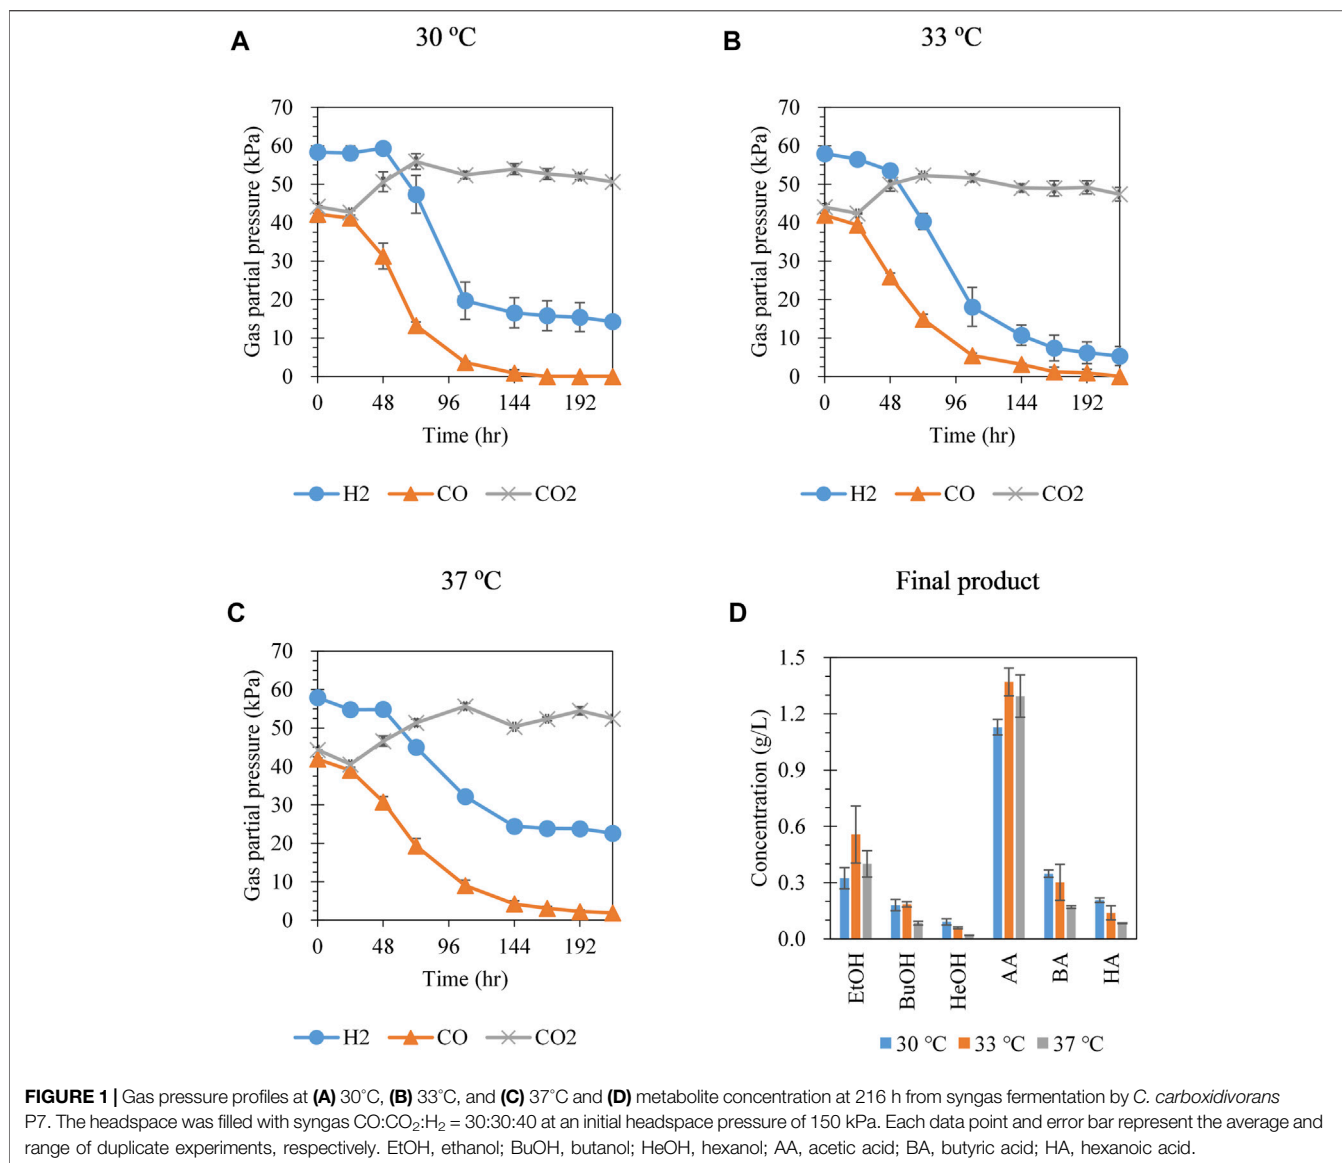 A
30 ºC
Gas partial pressure (kPa)
70
60
50
40
30
20
10
0
0 48 96 144 192
Time (hr)
H2 CO CO2
B
33 ºC
Gas partial pressure (kPa)
70
60
50
40
30
20
10
0
0 48 96 144 192
Time (hr)
H2 CO CO2
C
37 ºC
Gas partial pressure (kPa)
70
60
50
40
30
20
10
0
0 48 96 144 192
Time (hr)
H2 CO CO2
D
Final product
Concentration (g/L)
1.5
1.2
0.9
0.6
0.3
0.0
EtOH BuOH HeOH AA BA HA
30 °C 33 °C 37 °C
FIGURE 1 | Gas pressure profiles at (A) 30°C, (B) 33°C, and (C) 37°C and (D) metabolite concentration at 216 h from syngas fermentation by C. carboxidivorans
P7. The headspace was filled with syngas CO:CO₂:H₂ = 30:30:40 at an initial headspace pressure of 150 kPa. Each data point and error bar represent the average and
range of duplicate experiments, respectively. EtOH, ethanol; BuOH, butanol; HeOH, hexanol; AA, acetic acid; BA, butyric acid; HA, hexanoic acid.